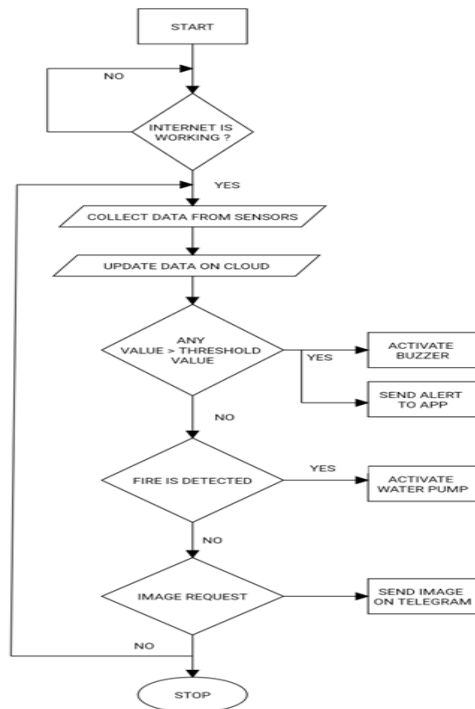 START
NO
INTERNET IS
WORKING ?
YES
COLLECT DATA FROM SENSORS
UPDATE DATA ON CLOUD
ANY
VALUE > THRESHOLD
VALUE
YES
ACTIVATE
BUZZER
SEND ALERT
TO APP
NO
FIRE IS DETECTED
YES
ACTIVATE
WATER PUMP
NO
IMAGE REQUEST
SEND IMAGE
ON TELEGRAM
NO
STOP